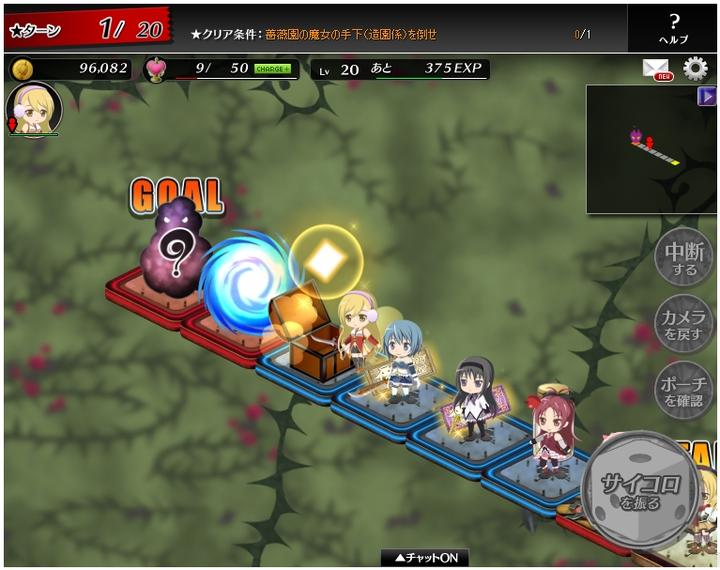 ★ターン 1/ 20
★クリア条件：薔薇園の魔女の手下(造園係)を倒せ 0/1
?
ヘルプ
96,082
9/ 50 CHARGE+
Lv 20 あと 375EXP
NEW
GOAL
?
中断
する
カメラ
を戻す
ポーチ
を確認
サイコロ
を振る
▲チャットON